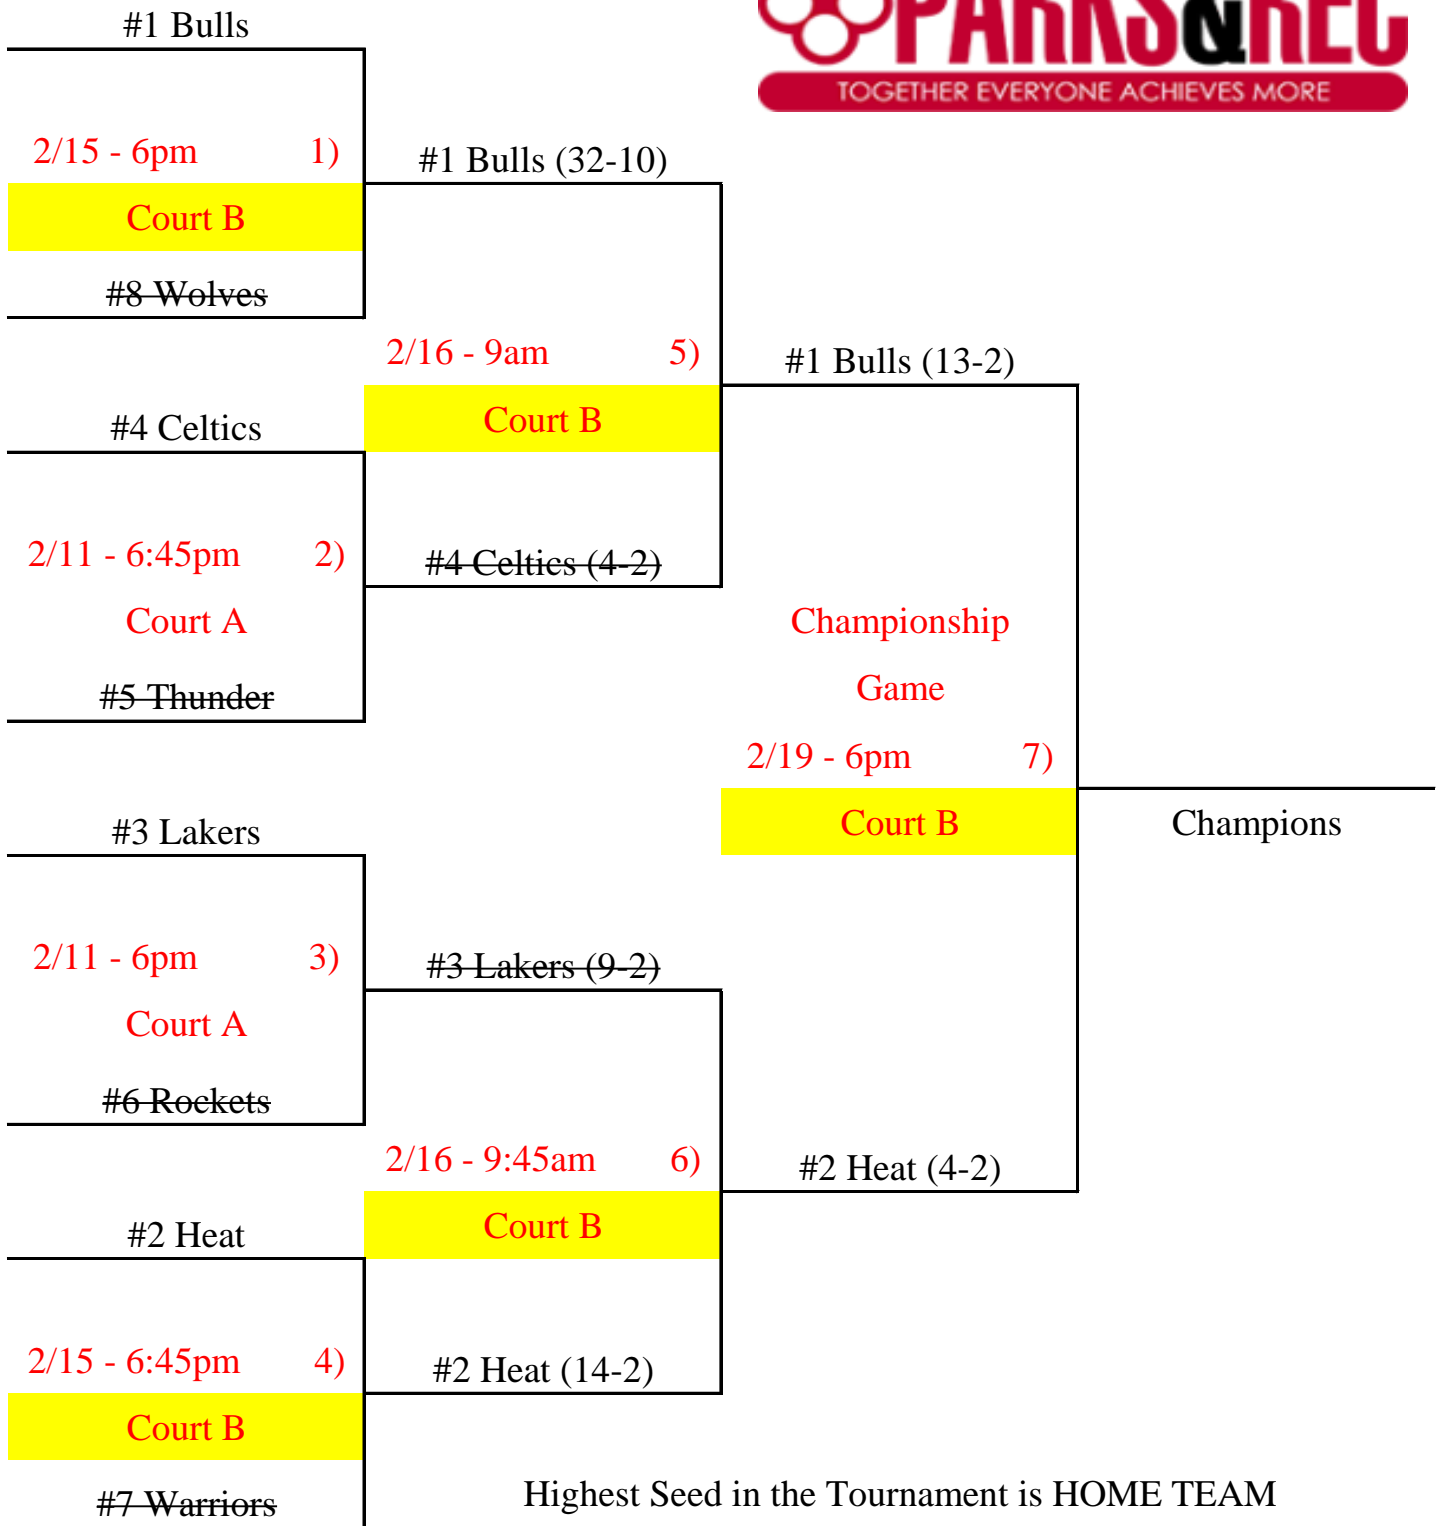 #1 Bulls
PARKS&REC
TOGETHER EVERYONE ACHIEVES MORE
2/15 - 6pm 1)
#1 Bulls (32-10)
Court B
#8 Wolves
2/16 - 9am 5)
#1 Bulls (13-2)
#4 Celtics
Court B
2/11 - 6:45pm 2)
#4 Celtics (4-2)
Court A
Championship
#5 Thunder
Game
2/19 - 6pm 7)
#3 Lakers
Court B
Champions
2/11 - 6pm 3)
#3 Lakers (9-2)
Court A
#6 Rockets
2/16 - 9:45am 6)
#2 Heat (4-2)
#2 Heat
Court B
2/15 - 6:45pm 4)
#2 Heat (14-2)
Court B
#7 Warriors
Highest Seed in the Tournament is HOME TEAM